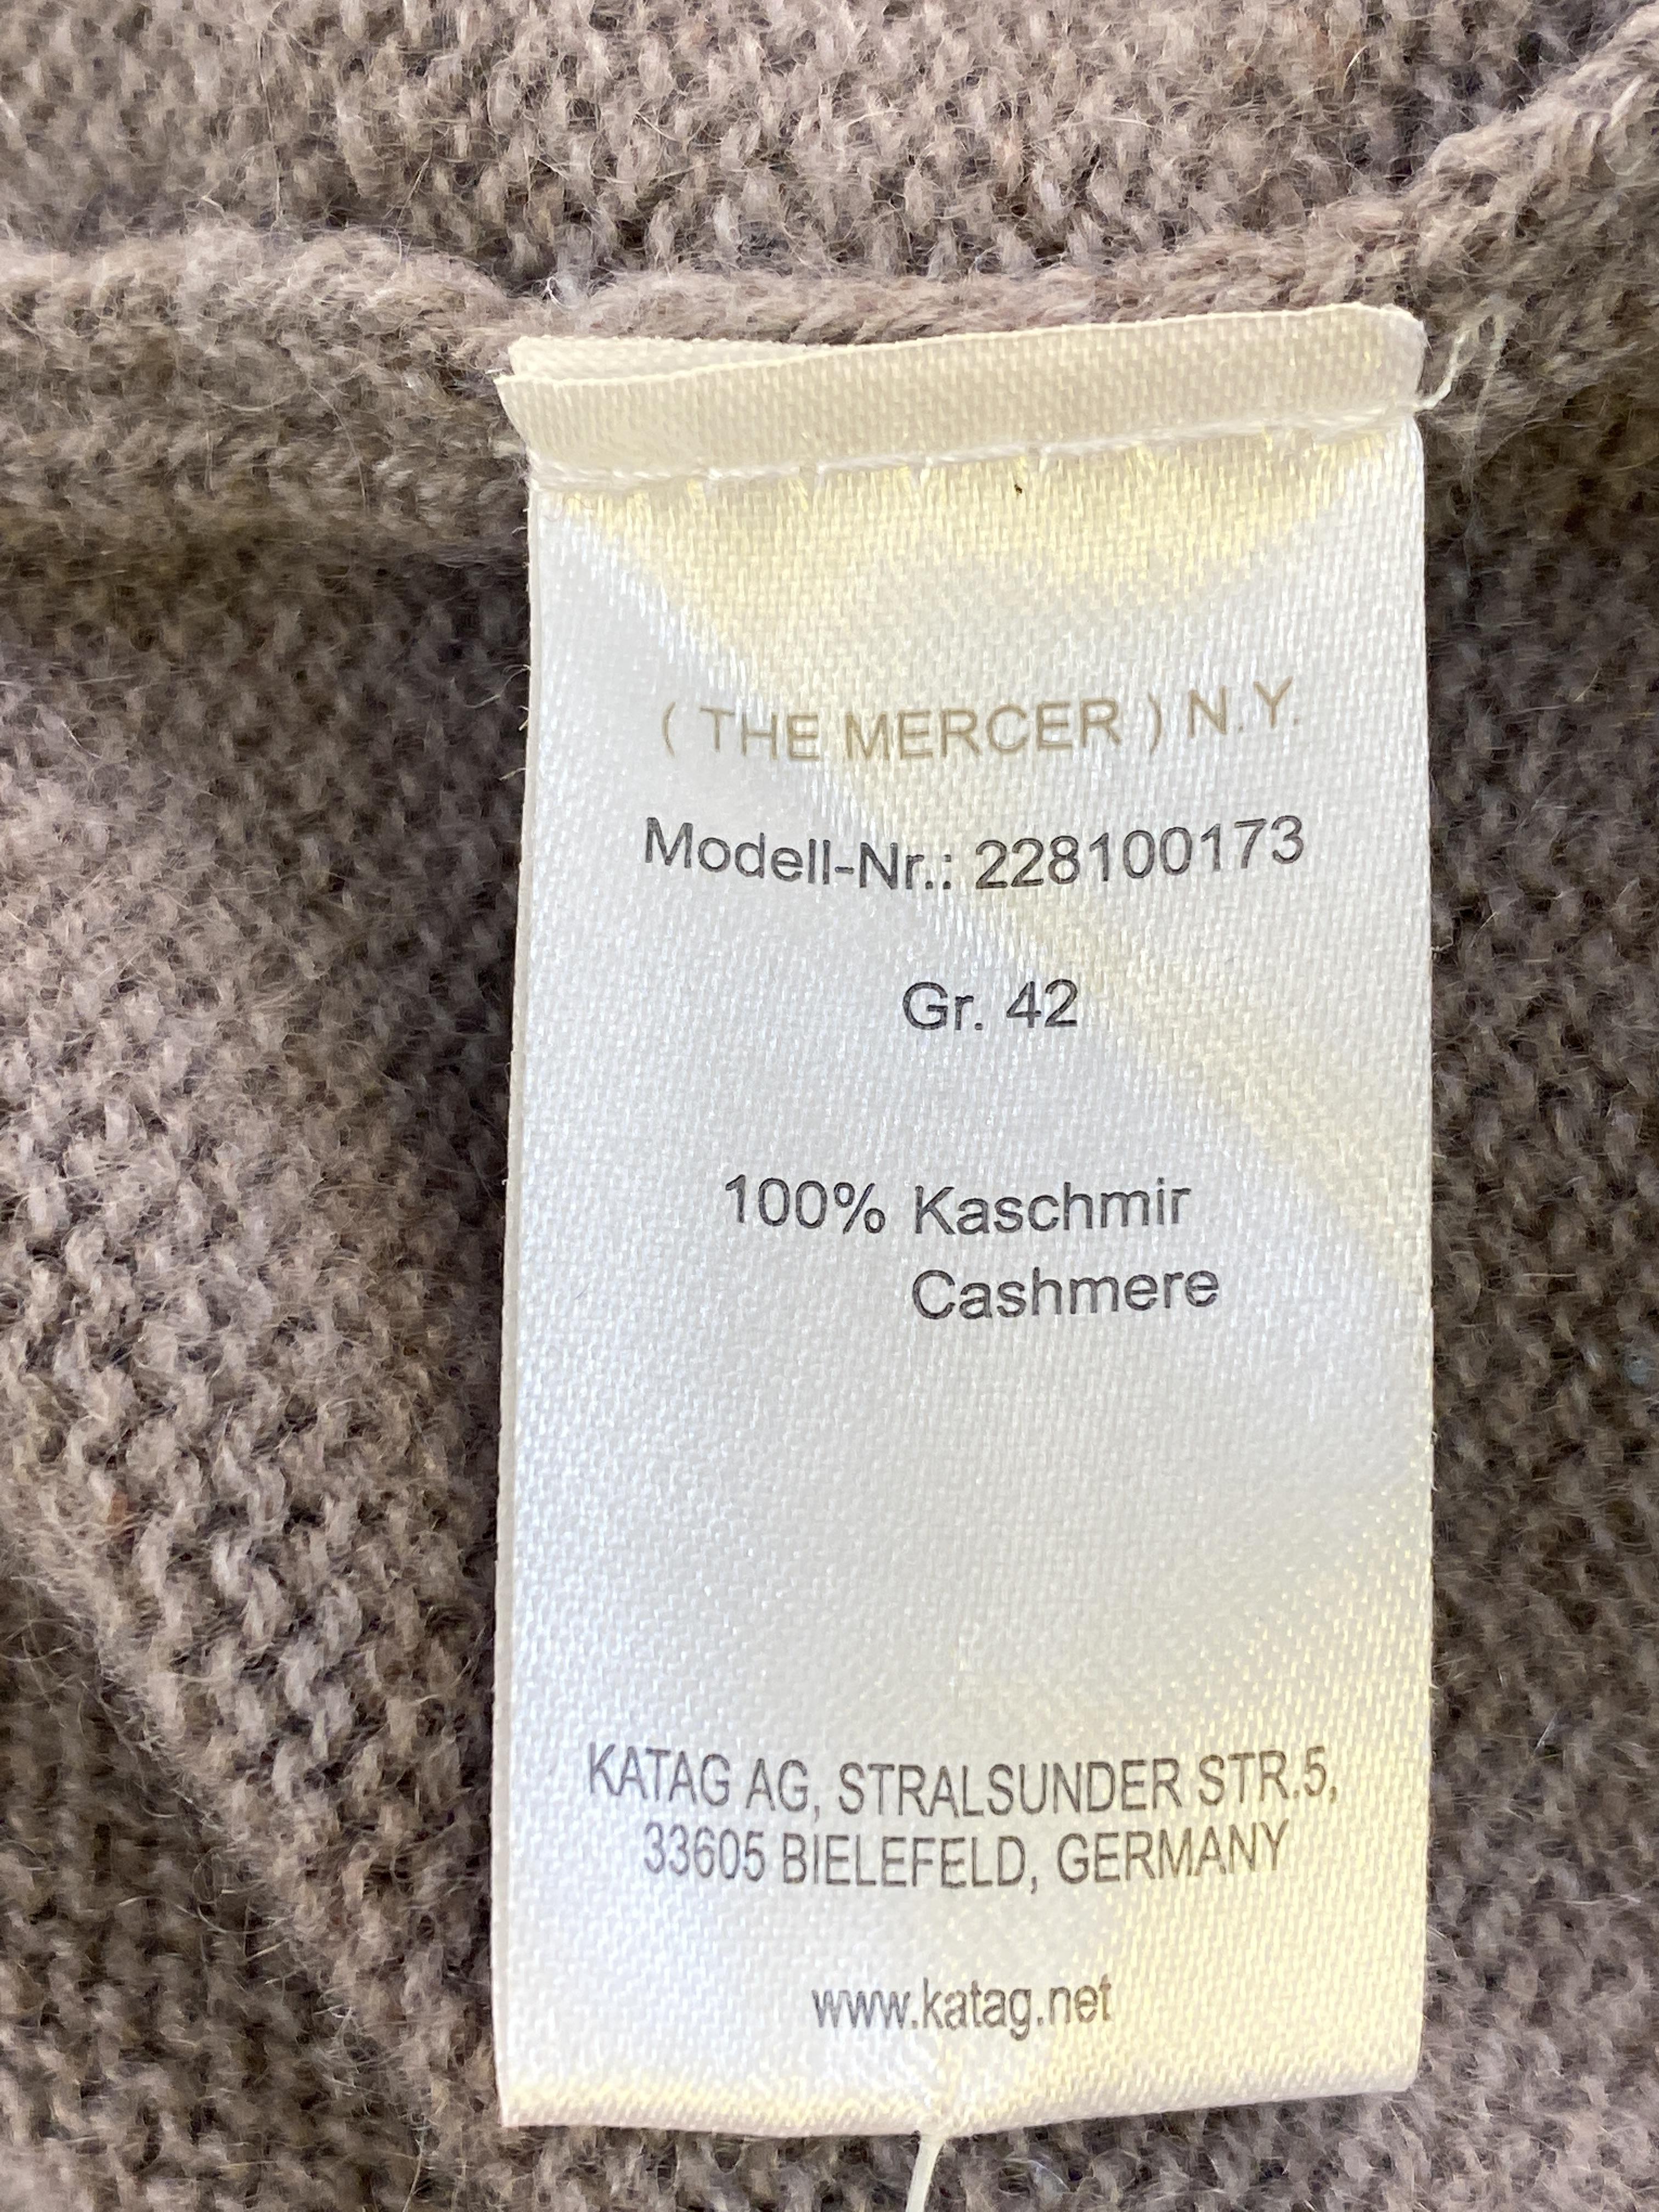 ( THE MERCER ) N.Y.
Modell-Nr.: 228100173
Gr. 42
100% Kaschmir
Cashmere
KATAG AG, STRALSUNDER STR.5,
33605 BIELEFELD, GERMANY
www.katag.net